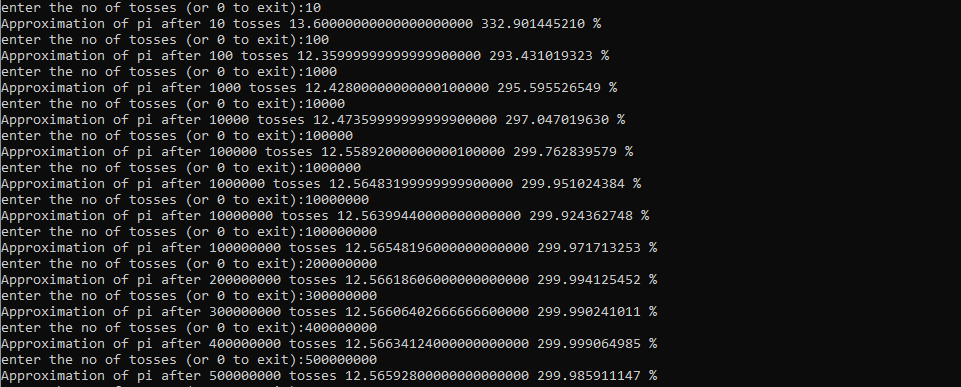 enter the no of tosses (or 0 to exit):10
Approximation of pi after 10 tosses 13.60000000000000000000 332.901445210 %
enter the no of tosses (or 0 to exit):100
Approximation of pi after 100 tosses 12.35999999999999900000 293.431019323 %
enter the no of tosses (or 0 to exit):1000
Approximation of pi after 1000 tosses 12.42800000000000100000 295.595526549 %
enter the no of tosses (or 0 to exit):10000
Approximation of pi after 10000 tosses 12.47359999999999900000 297.047019630 %
enter the no of tosses (or 0 to exit):100000
Approximation of pi after 100000 tosses 12.55892000000000100000 299.762839579 %
enter the no of tosses (or 0 to exit):1000000
Approximation of pi after 1000000 tosses 12.56483199999999900000 299.951024384 %
enter the no of tosses (or 0 to exit):10000000
Approximation of pi after 10000000 tosses 12.56399440000000000000 299.924362748 %
enter the no of tosses (or 0 to exit):100000000
Approximation of pi after 100000000 tosses 12.56548196000000000000 299.971713253 %
enter the no of tosses (or 0 to exit):200000000
Approximation of pi after 200000000 tosses 12.56618606000000000000 299.994125452 %
enter the no of tosses (or 0 to exit):300000000
Approximation of pi after 300000000 tosses 12.56606402666666600000 299.990241011 %
enter the no of tosses (or 0 to exit):400000000
Approximation of pi after 400000000 tosses 12.56634124000000000000 299.999064985 %
enter the no of tosses (or 0 to exit):500000000
Approximation of pi after 500000000 tosses 12.56592800000000000000 299.985911147 %